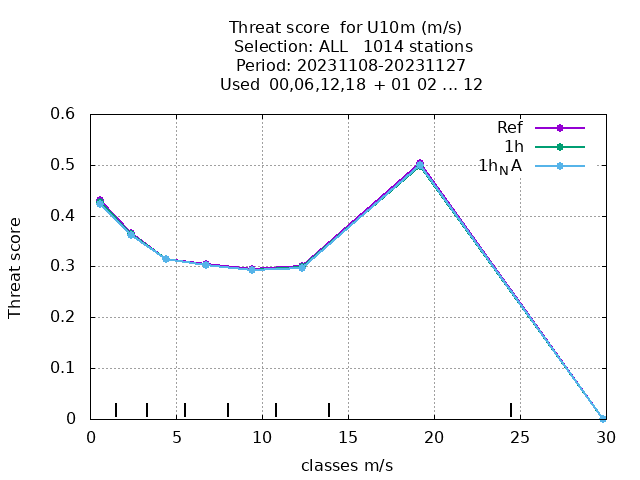 Threat score  for U10m (m/s)
Selection: ALL   1014 stations
Period: 20231108-20231127
Used  00,06,12,18  + 01 02 ... 12
0.6
0.5
0.4
0.3
0.2
0.1
0
Threat score
Ref
1h
1h_N A
0 5 10 15 20 25 30
classes m/s